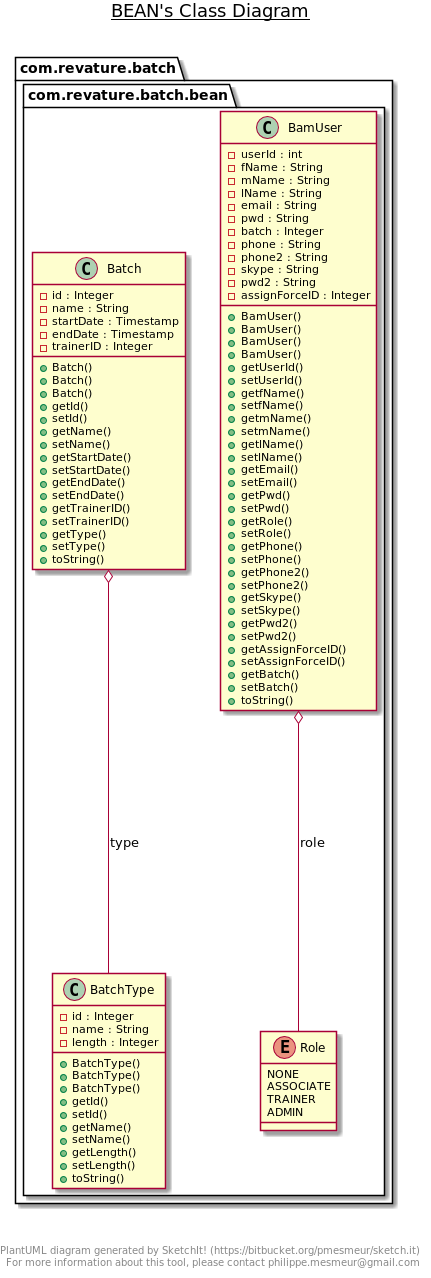 BEAN's Class Diagram
com.revature.batch
com.revature.batch.bean
C BamUser
userId : int
fName : String
mName : String
lName : String
email : String
pwd : String
batch : Integer
phone : String
phone2 : String
skype : String
pwd2 : String
assignForceID : Integer
BamUser()
BamUser()
BamUser()
BamUser()
getUserId()
setUserId()
getfName()
setfName()
getmName()
setmName()
getlName()
setlName()
getEmail()
setEmail()
getPwd()
setPwd()
getRole()
setRole()
getPhone()
setPhone()
getPhone2()
setPhone2()
getSkype()
setSkype()
getPwd2()
setPwd2()
getAssignForceID()
setAssignForceID()
getBatch()
setBatch()
toString()
C Batch
id : Integer
name : String
startDate : Timestamp
endDate : Timestamp
trainerID : Integer
Batch()
Batch()
Batch()
getId()
setId()
getName()
setName()
getStartDate()
setStartDate()
getEndDate()
setEndDate()
getTrainerID()
setTrainerID()
getType()
setType()
toString()
type
role
C BatchType
id : Integer
name : String
length : Integer
BatchType()
BatchType()
BatchType()
getId()
setId()
getName()
setName()
getLength()
setLength()
toString()
E Role
NONE
ASSOCIATE
TRAINER
ADMIN
PlantUML diagram generated by SketchIt! (https://bitbucket.org/pmesmeur/sketch.it)
For more information about this tool, please contact philippe.mesmeur@gmail.com